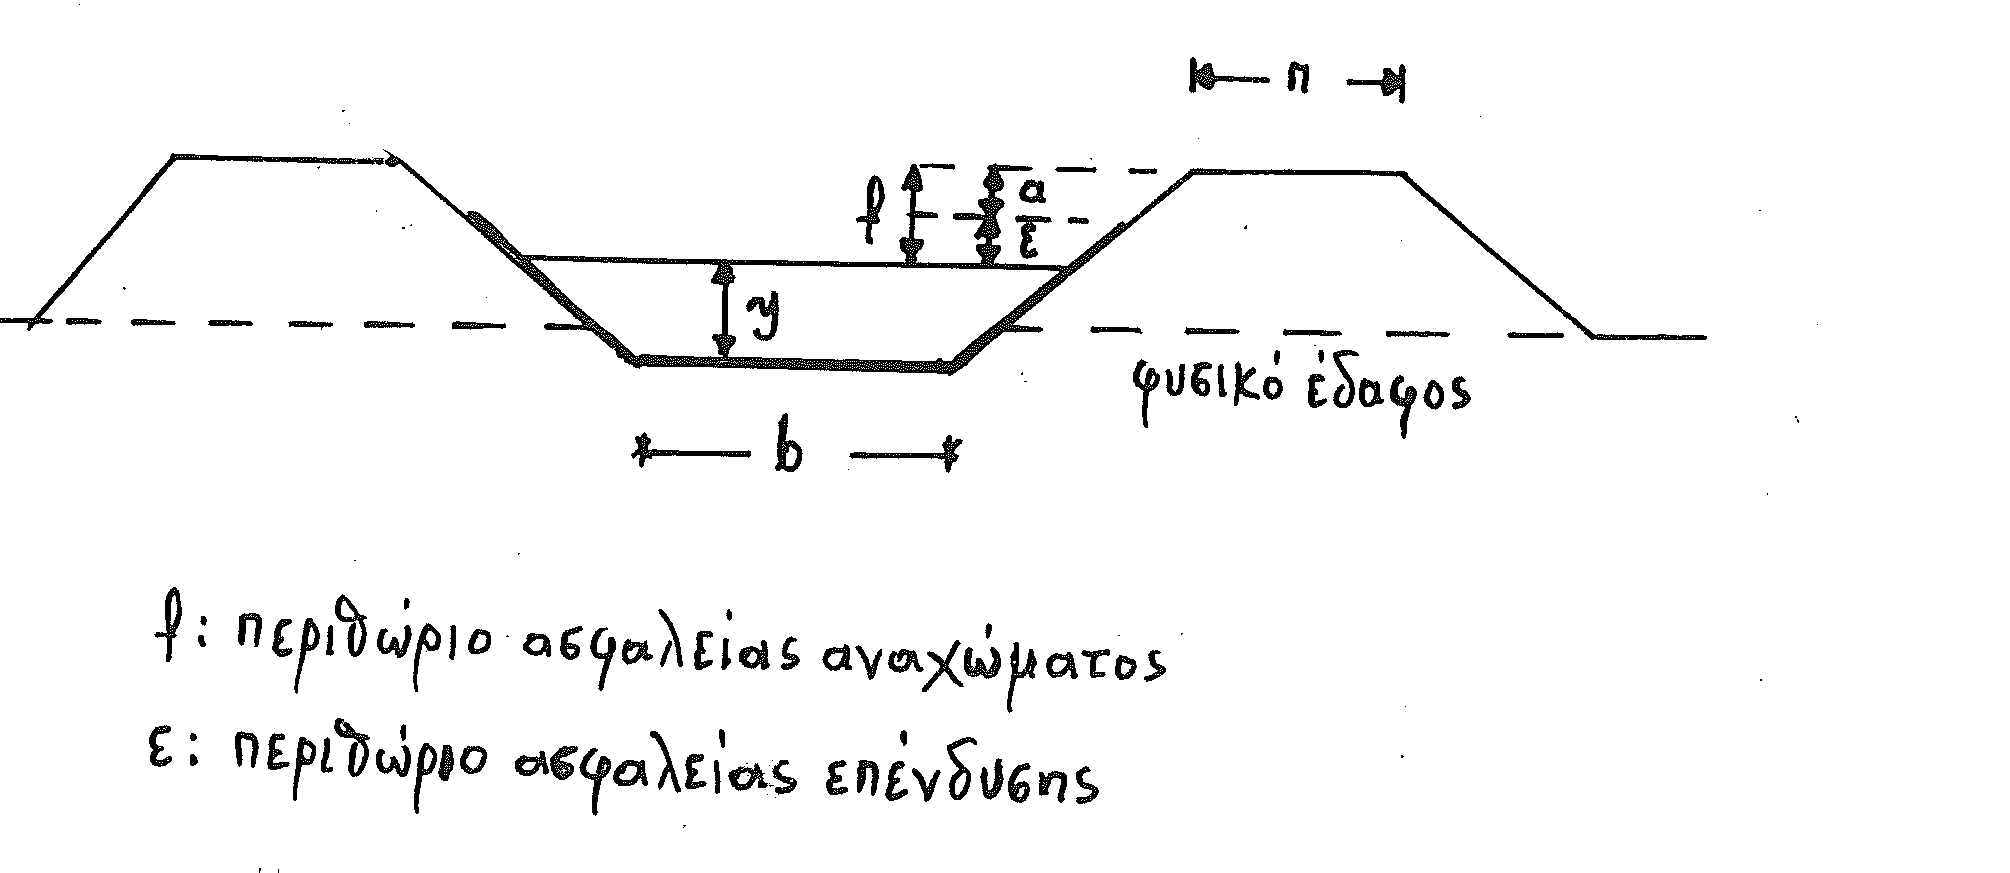 π
f
α
ε
y
φυσικό έδαφος
b
f: περιθώριο ασφαλείας αναχώματος
ε: περιθώριο ασφαλείας επένδυσης